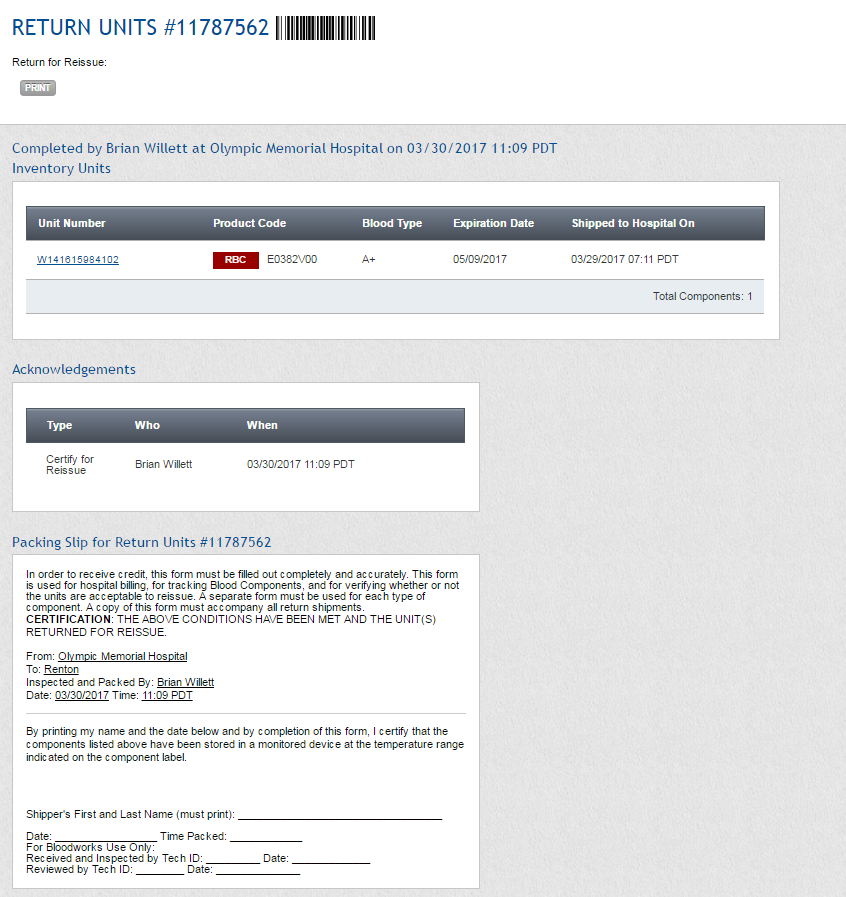 RETURN UNITS #11787562
Return for Reissue:
PRINT
Completed by Brian Willett at Olympic Memorial Hospital on 03/30/2017 11:09 PDT
Inventory Units
Unit Number Product Code Blood Type Expiration Date Shipped to Hospital On
W141615984102 RBC E0382V00 A+ 05/09/2017 03/29/2017 07:11 PDT
Total Components: 1
Acknowledgements
Type Who When
Certify for
Reissue Brian Willett 03/30/2017 11:09 PDT
Packing Slip for Return Units #11787562
In order to receive credit, this form must be filled out completely and accurately. This form
is used for hospital billing, for tracking Blood Components, and for verifying whether or not
the units are acceptable to reissue. A separate form must be used for each type of
component. A copy of this form must accompany all return shipments.
CERTIFICATION: THE ABOVE CONDITIONS HAVE BEEN MET AND THE UNIT(S)
RETURNED FOR REISSUE.
From: Olympic Memorial Hospital
To: Renton
Inspected and Packed By: Brian Willett
Date: 03/30/2017 Time: 11:09 PDT
By printing my name and the date below and by completion of this form, I certify that the
components listed above have been stored in a monitored device at the temperature range
indicated on the component label.
Shipper's First and Last Name (must print): ____________________
Date: ____________________ Time Packed: ____________
For Bloodworks Use Only:
Received and Inspected by Tech ID: __________ Date: ______________
Reviewed by Tech ID: _________ Date: ________________